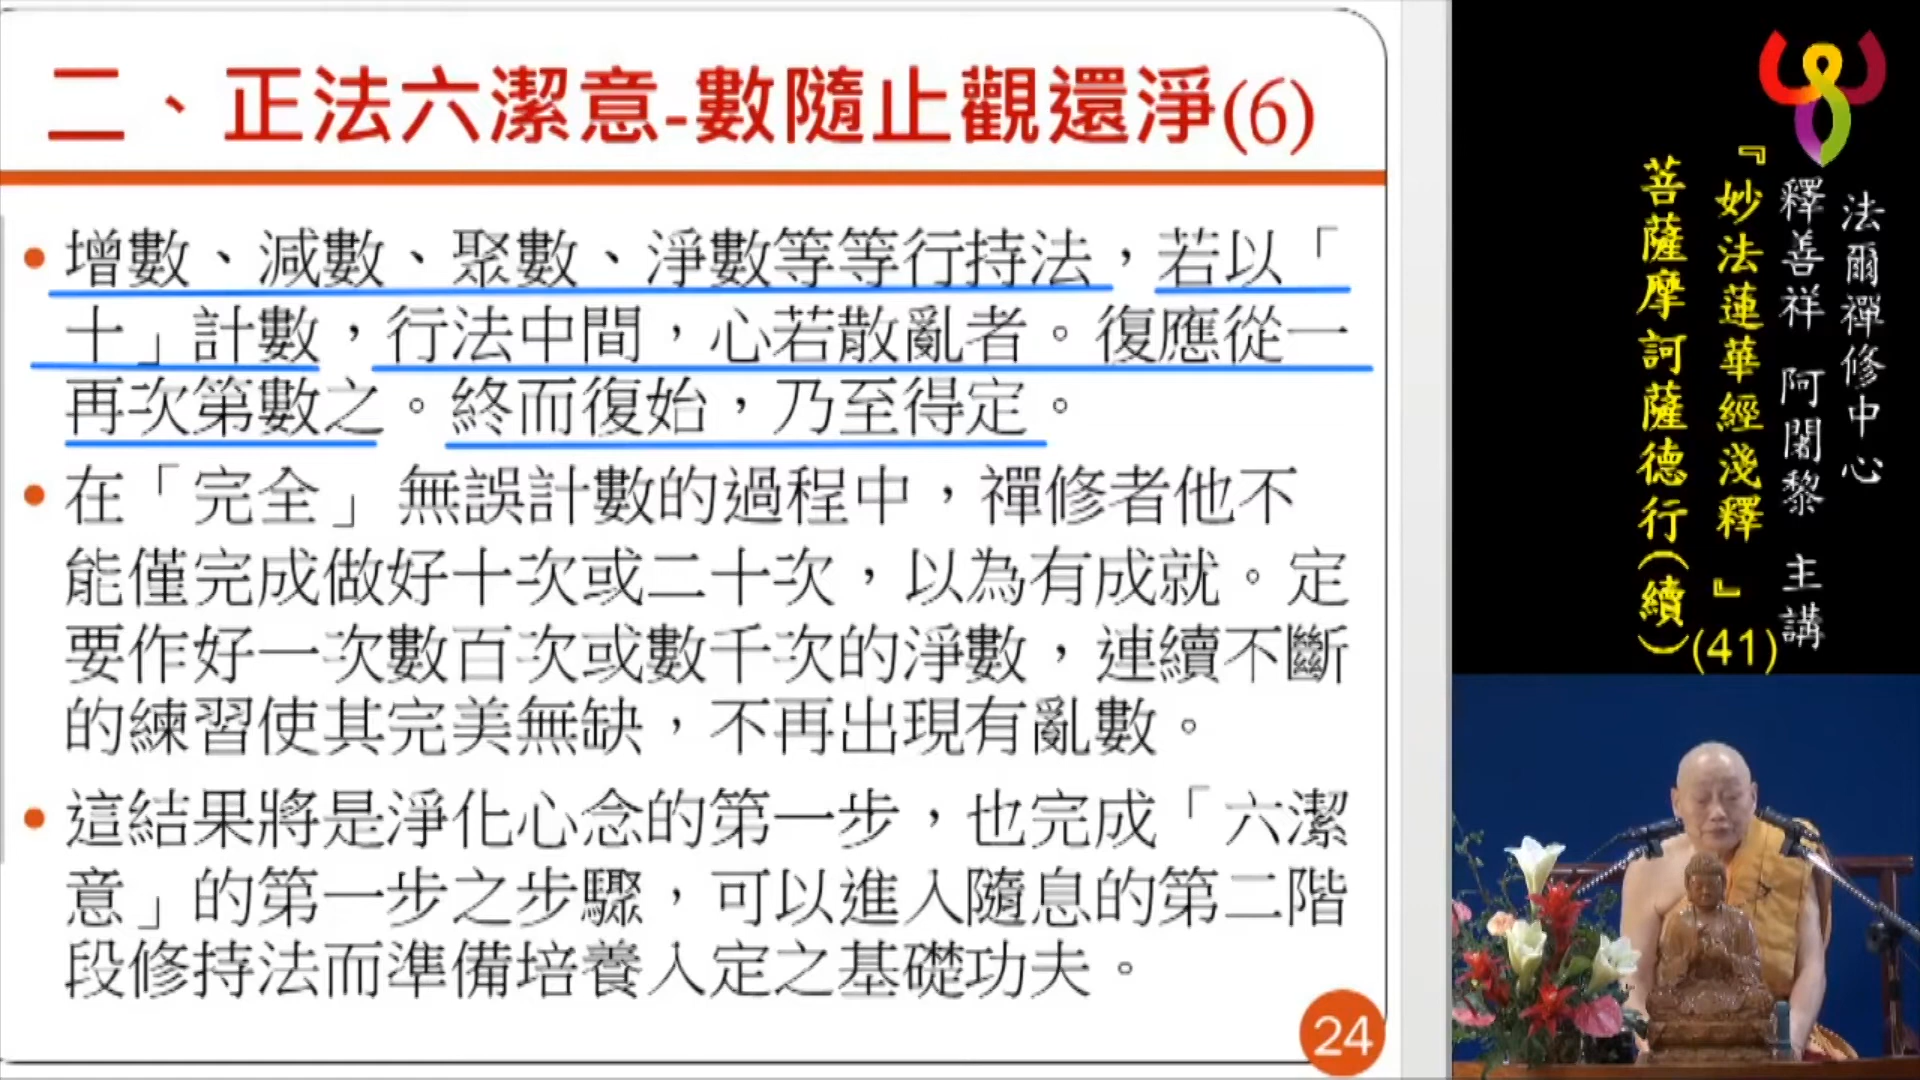 二、正法六潔意-數隨止觀還淨(6)
• 增數、減數、聚數、淨數等等行持法，若以「
十」計數，行法中間，心若散亂者。復應從一
再次第數之。終而復始，乃至得定。
• 在「完全」無誤計數的過程中，禪修者他不
能僅完成做好十次或二十次，以為有成就。定
要作好一次數百次或數千次的淨數，連續不斷
的練習使其完美無缺，不再出現有亂數。
• 這結果將是淨化心念的第一步，也完成「六潔
意」的第一步之步驟，可以進入隨息的第二階
段修持法而準備培養入定之基礎功夫。
24
法爾禪修中心
釋善祥 阿闍黎 主講
『妙法蓮華經淺釋』
菩薩摩訶薩德行(續)
(41)